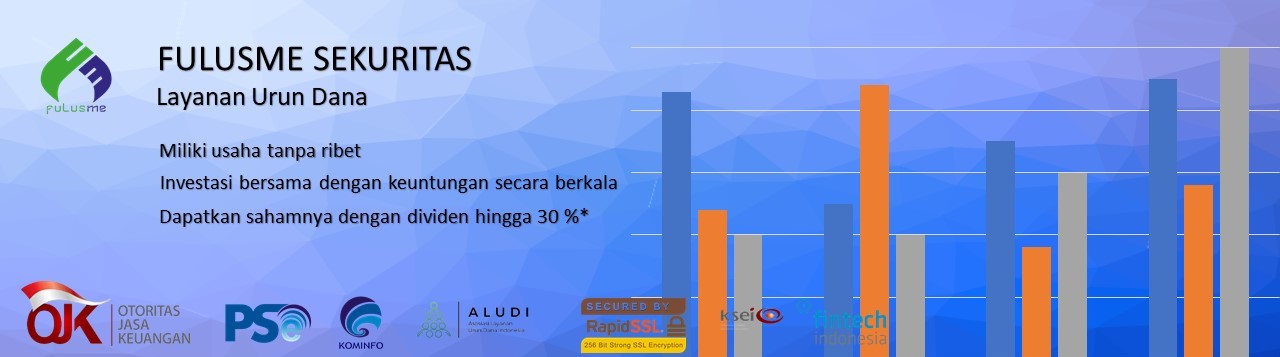 FULUSME SEKURITAS
Layanan Urun Dana
fuLusme
Miliki usaha tanpa ribet
Investasi bersama dengan keuntungan secara berkala
Dapatkan sahamnya dengan dividen hingga 30 %*
OJK
OTORITAS
JASA
KEUANGAN
PSe
KOMINFO
ALUDI
Asosiasi Layanan
Urun Dana Indonesia
SECURED BY
RapidSSL.
256 Bit Strong SSL Encryption
ksei
fintech
indonesia